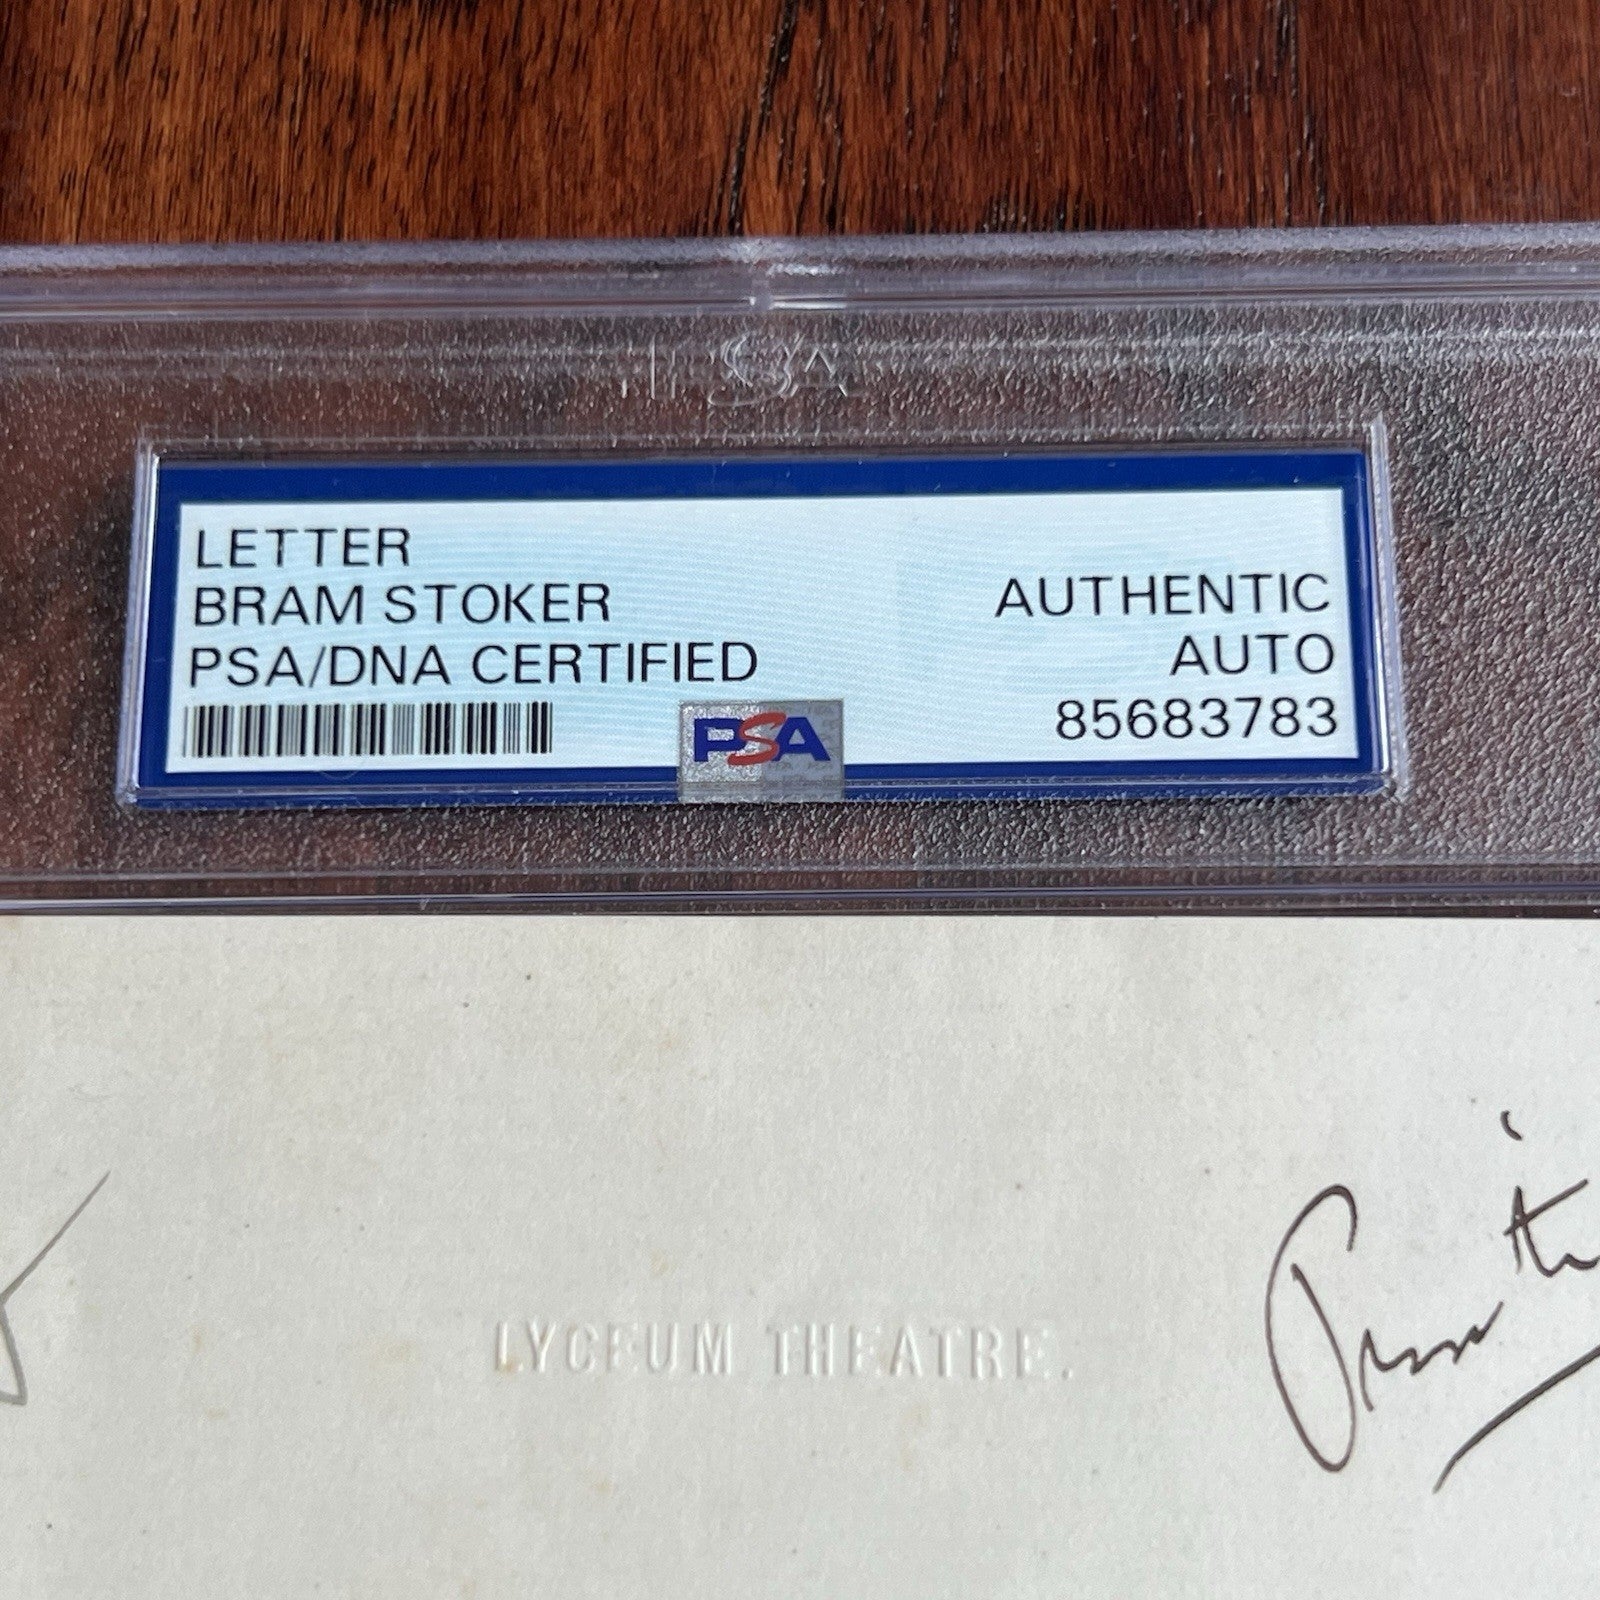 LETTER
BRAM STOKER
PSA/DNA CERTIFIED
AUTHENTIC
AUTO
85683783
PSA
LYCEUM THEATRE.